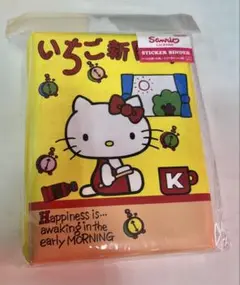 いちご新
Sanrio
STICKER BINDER
K
Happiness is...
awaking in the
early MORNING